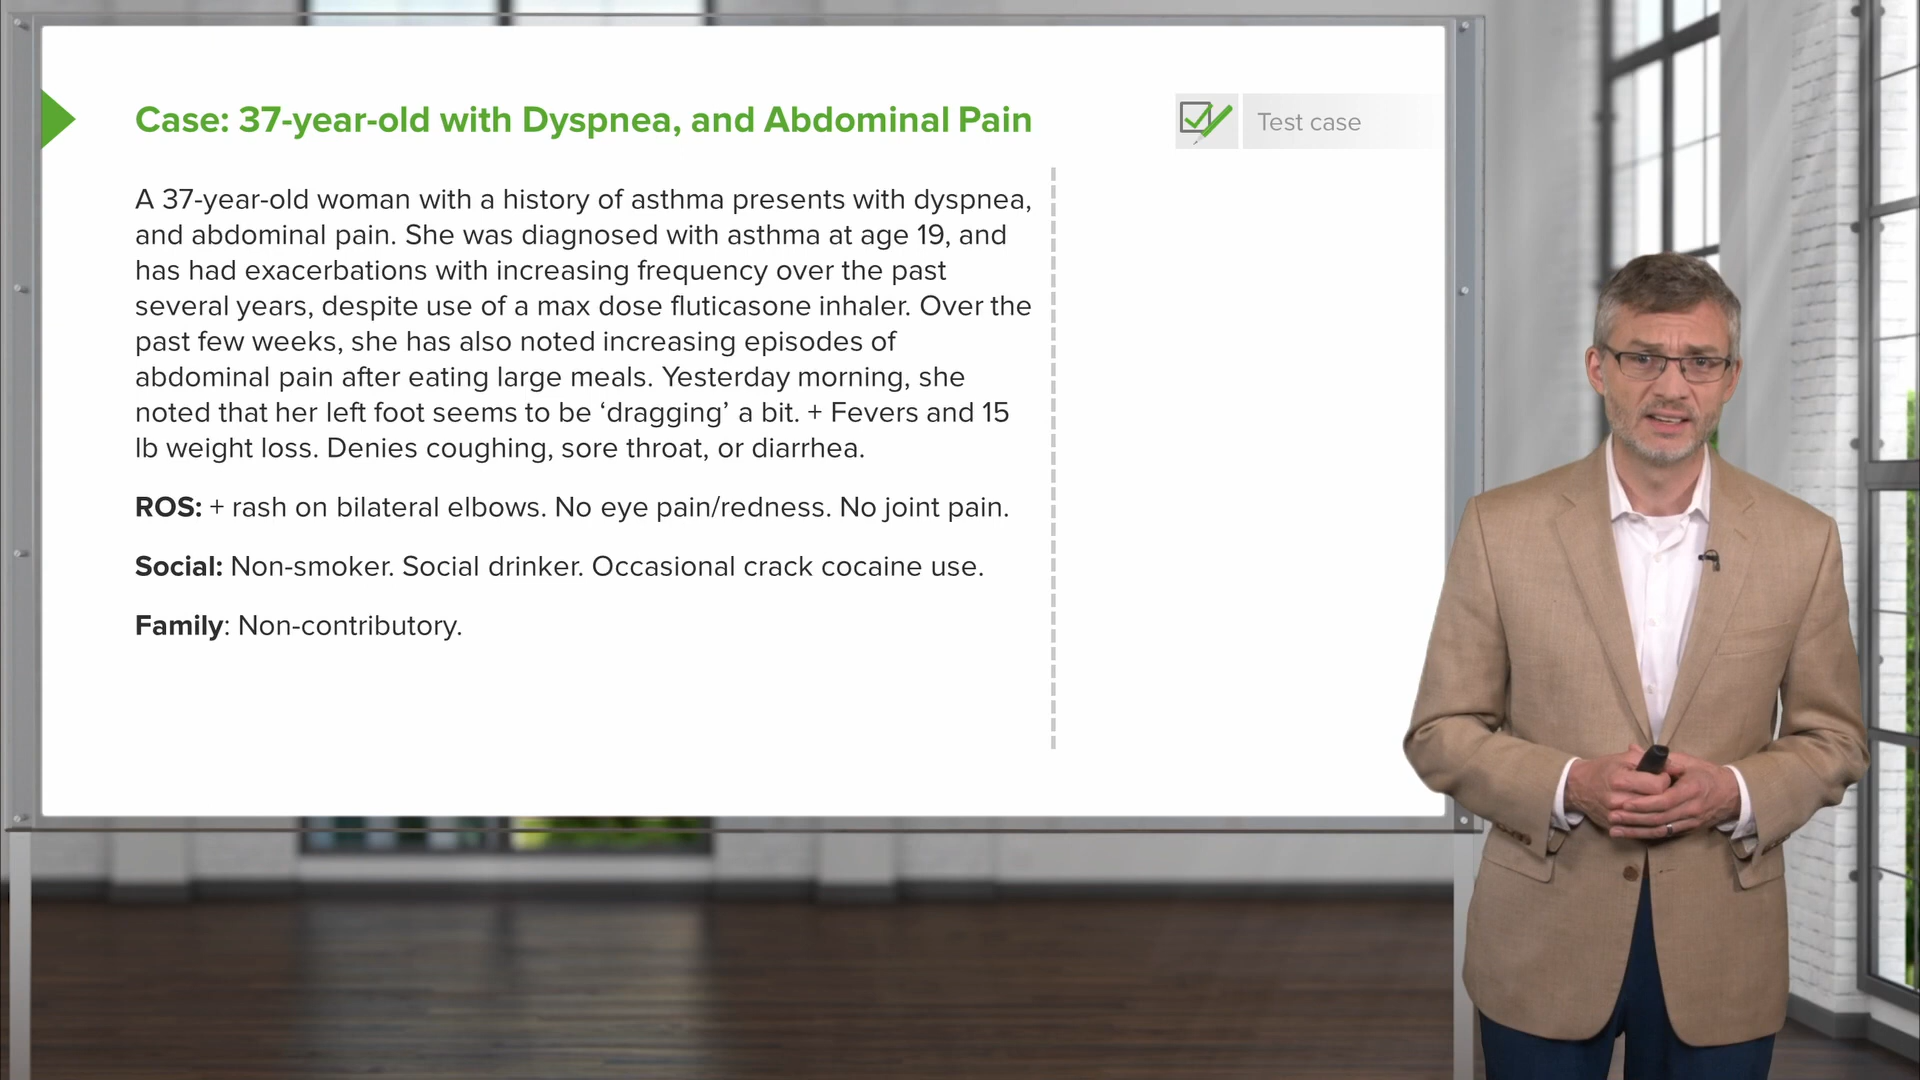 Case: 37-year-old with Dyspnea, and Abdominal Pain
Test case
A 37-year-old woman with a history of asthma presents with dyspnea,
and abdominal pain. She was diagnosed with asthma at age 19, and
has had exacerbations with increasing frequency over the past
several years, despite use of a max dose fluticasone inhaler. Over the
past few weeks, she has also noted increasing episodes of
abdominal pain after eating large meals. Yesterday morning, she
noted that her left foot seems to be ‘dragging’ a bit. + Fevers and 15
lb weight loss. Denies coughing, sore throat, or diarrhea.
ROS: + rash on bilateral elbows. No eye pain/redness. No joint pain.
Social: Non-smoker. Social drinker. Occasional crack cocaine use.
Family: Non-contributory.